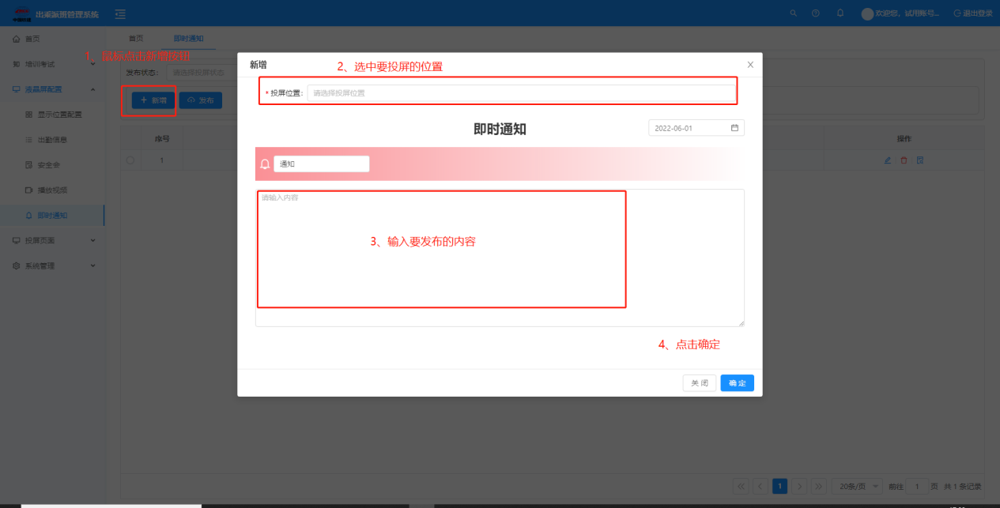 出乘派班管理系统
欢迎您，试用账号...
退出登录
首页
首页
即时通知
1、鼠标点击新增按钮
培训考试
发布状态：
请选择投屏状态
液晶屏配置
新增
发布
显示位置配置
出勤信息
安全会
播放视频
即时通知
投屏页面
系统管理
序号
操作
1
新增
2、选中要投屏的位置
* 投屏位置：
请选择投屏位置
即时通知
2022-06-01
通知
请输入内容
3、输入要发布的内容
4、点击确定
关 闭
确 定
1
20条/页
前往
1
页
共 1 条记录